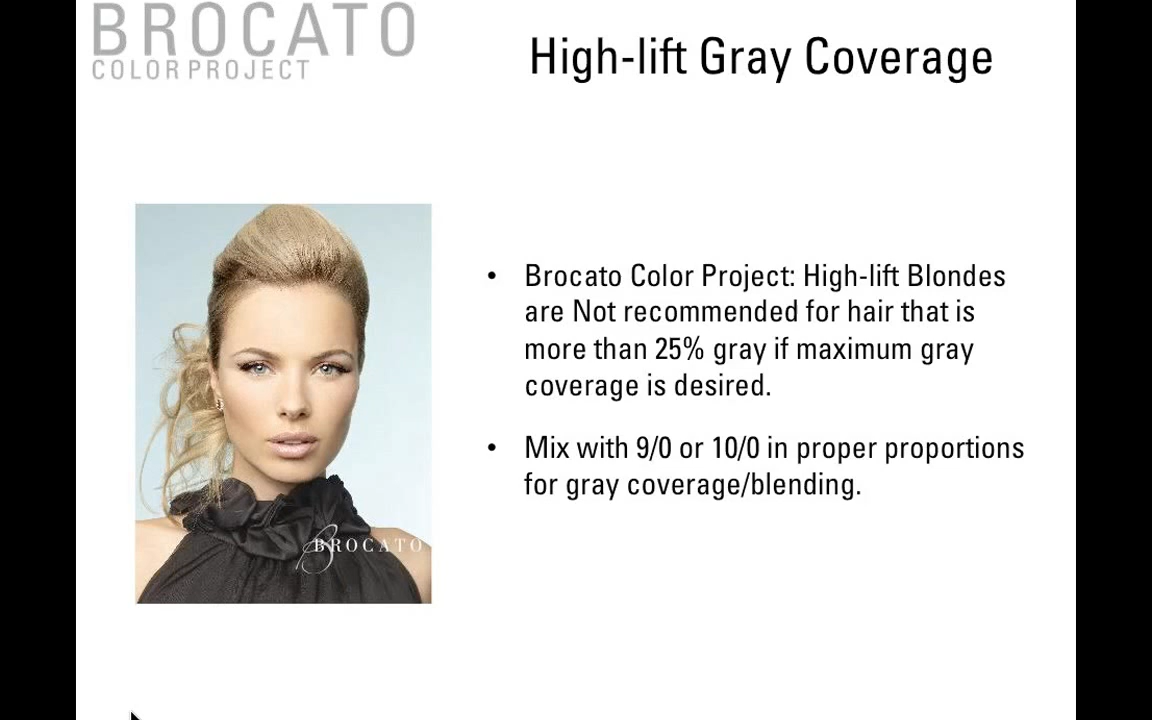 BROCATO
COLOR PROJECT
High-lift Gray Coverage
• Brocato Color Project: High-lift Blondes
are Not recommended for hair that is
more than 25% gray if maximum gray
coverage is desired.
• Mix with 9/0 or 10/0 in proper proportions
for gray coverage/blending.
B
BROCATO